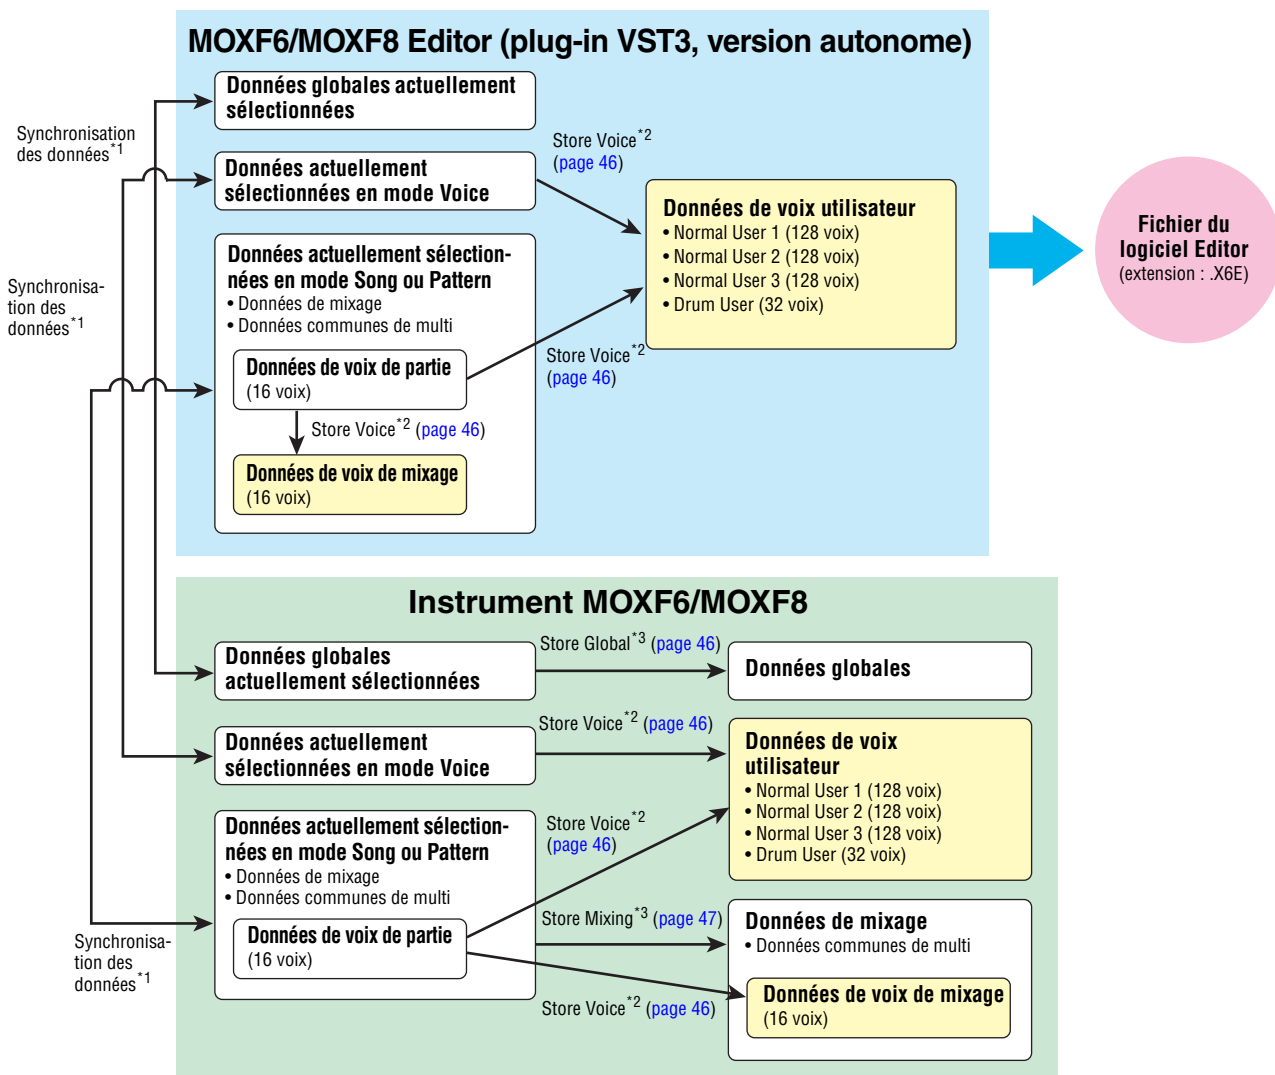 MOXF6/MOXF8 Editor (plug-in VST3, version autonome)
Données globales actuellement
sélectionnées
Synchronisation
des données*1
Données actuellement
sélectionnées en mode Voice
Store Voice*2
(page 46)
Données de voix utilisateur
• Normal User 1 (128 voix)
• Normal User 2 (128 voix)
• Normal User 3 (128 voix)
• Drum User (32 voix)
Fichier du
logiciel Editor
(extension : .X6E)
Synchronisa-
tion des
données*1
Données actuellement sélection-
nées en mode Song ou Pattern
• Données de mixage
• Données communes de multi
Données de voix de partie
(16 voix)
Store Voice*2
(page 46)
Store Voice*2 (page 46)
Données de voix de mixage
(16 voix)
Instrument MOXF6/MOXF8
Données globales
actuellement sélectionnées
Store Global*3 (page 46)
Données globales
Données actuellement
sélectionnées en mode Voice
Store Voice*2 (page 46)
Données de voix
utilisateur
• Normal User 1 (128 voix)
• Normal User 2 (128 voix)
• Normal User 3 (128 voix)
• Drum User (32 voix)
Données actuellement sélection-
nées en mode Song ou Pattern
• Données de mixage
• Données communes de multi
Store Voice*2
(page 46)
Données de voix de partie
(16 voix)
Synchronisa-
tion des
données*1
Store Mixing*3 (page 47)
Données de mixage
• Données communes de multi
Store Voice*2 (page 46)
Données de voix de mixage
(16 voix)